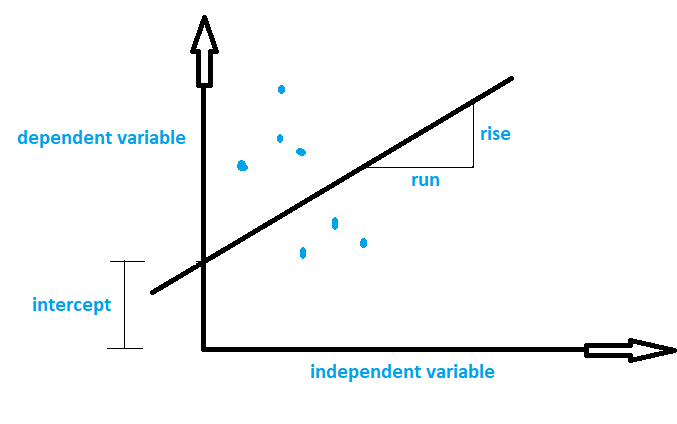 dependent variable
rise
run
intercept
independent variable